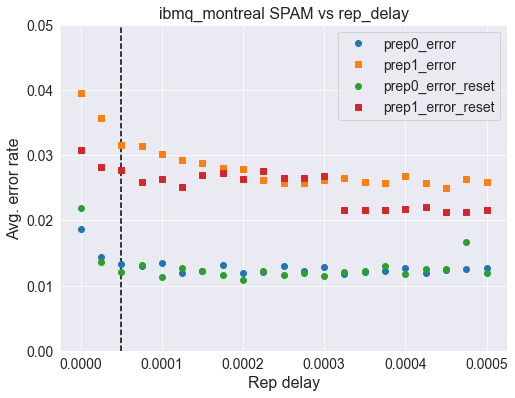 ibmq_montreal SPAM vs rep_delay
prep0_error
prep1_error
prep0_error_reset
prep1_error_reset
Avg. error rate
0.05
0.04
0.03
0.02
0.01
0.00
0.0000 0.0001 0.0002 0.0003 0.0004 0.0005
Rep delay